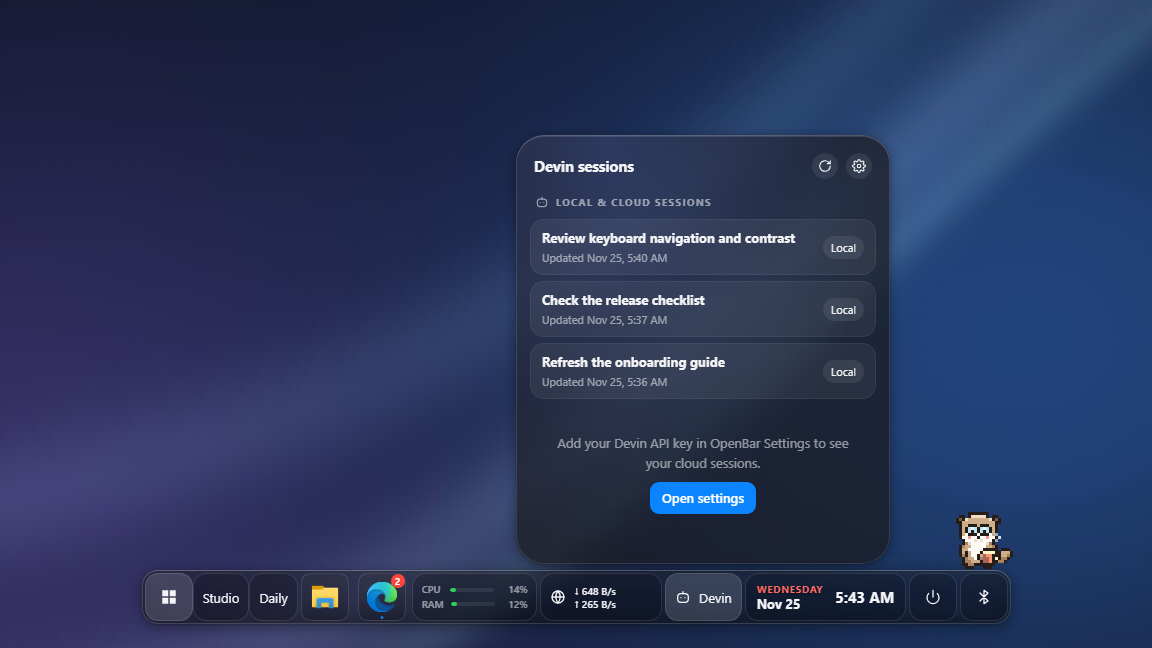 Devin sessions
LOCAL & CLOUD SESSIONS
Review keyboard navigation and contrast
Updated Nov 25, 5:40 AM
Local
Check the release checklist
Updated Nov 25, 5:37 AM
Local
Refresh the onboarding guide
Updated Nov 25, 5:36 AM
Local
Add your Devin API key in OpenBar Settings to see
your cloud sessions.
Open settings
Studio
Daily
2
CPU 14%
RAM 12%
↓ 648 B/s
↑ 265 B/s
Devin
WEDNESDAY
Nov 25
5:43 AM